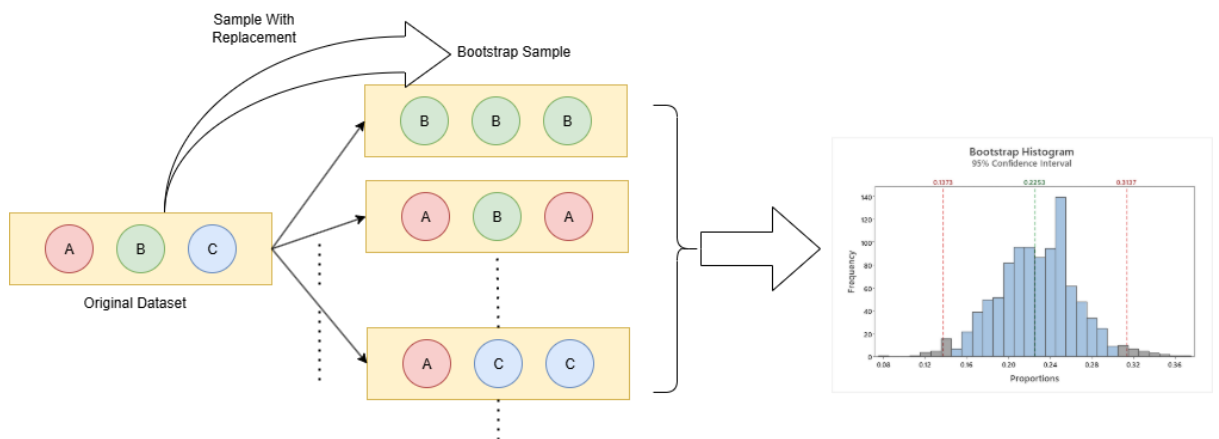 Sample With
Replacement
Bootstrap Sample
B B B
A B A
A B C
Original Dataset
A C C
Bootstrap Histogram
95% Confidence Interval
0.1373 0.2253 0.3137
140
120
100
80
60
40
20
0
Frequency
0.08 0.12 0.16 0.20 0.24 0.28 0.32 0.36
Proportions